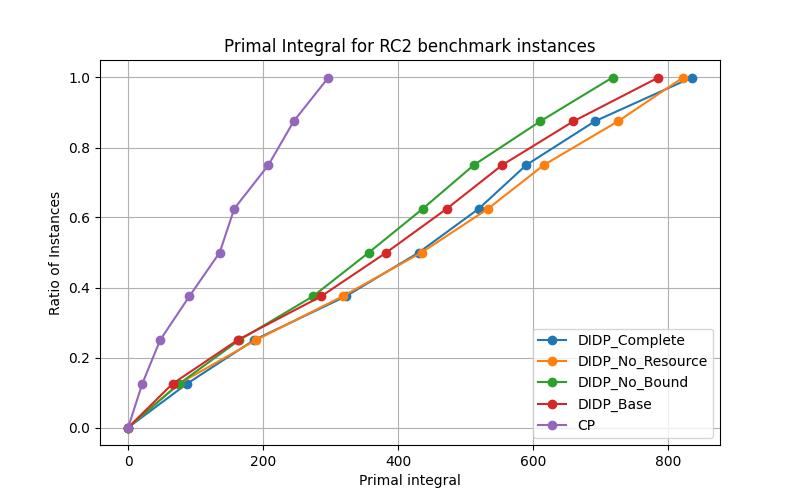 Primal Integral for RC2 benchmark instances
Ratio of Instances
1.0
0.8
0.6
0.4
0.2
0.0
DIDP_Complete
DIDP_No_Resource
DIDP_No_Bound
DIDP_Base
CP
0 200 400 600 800
Primal integral